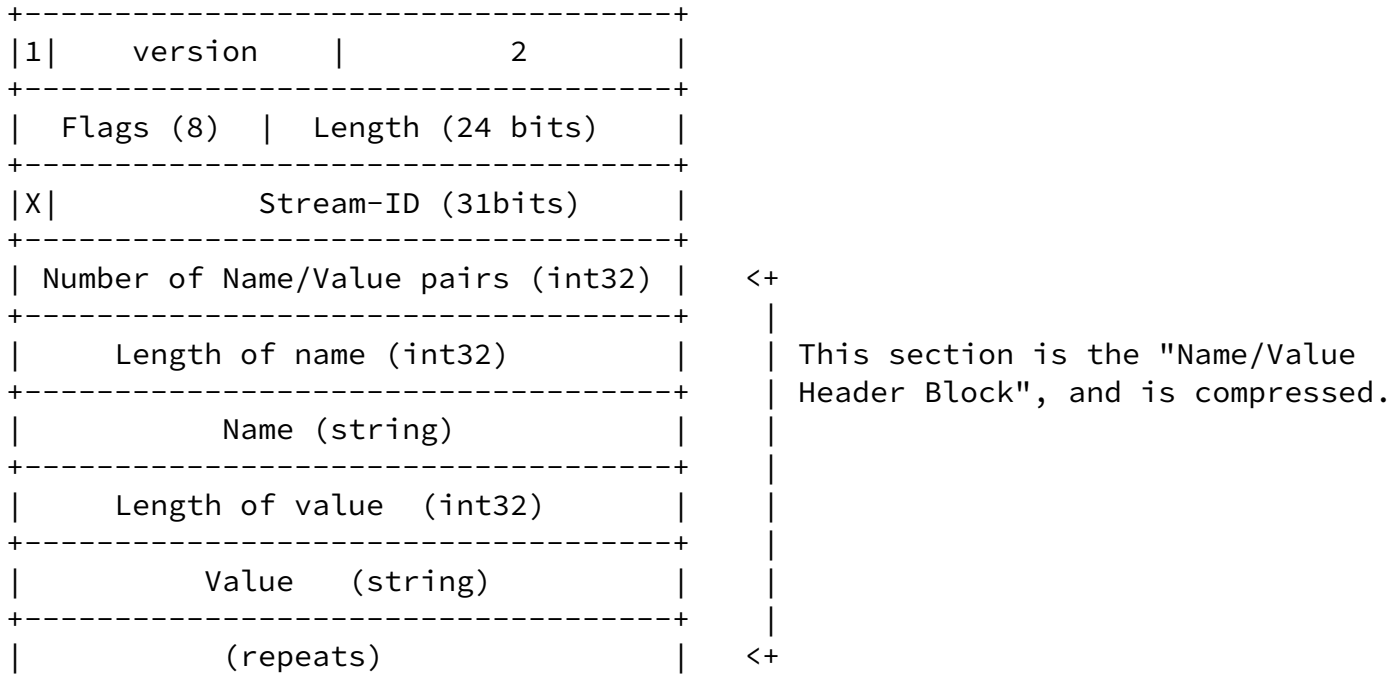 +------------------------------------+
|1|    version    |         2        |
+------------------------------------+
|  Flags (8)  |  Length (24 bits)    |
+------------------------------------+
|X|           Stream-ID (31bits)     |
+------------------------------------+
| Number of Name/Value pairs (int32) |   <+
+------------------------------------+    |
|     Length of name (int32)         |    | This section is the "Name/Value
+------------------------------------+    | Header Block", and is compressed.
|           Name (string)            |    |
+------------------------------------+    |
|     Length of value  (int32)       |    |
+------------------------------------+    |
|          Value   (string)          |    |
+------------------------------------+    |
|           (repeats)                |   <+